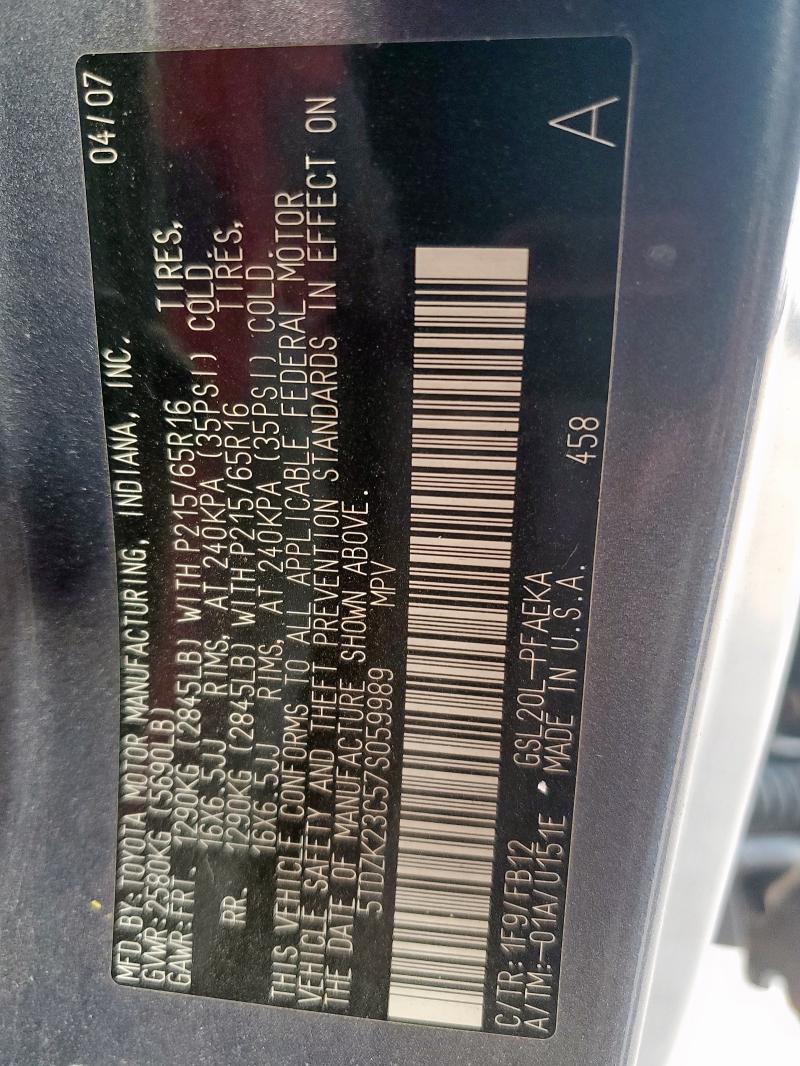 MFD BY: TOYOTA MOTOR MANUFACTURING, INDIANA, INC. 04/07
GVWR: 2580KG (5690LB)
GAWR: FRT. 1290KG (2845LB) WITH P215/65R16 TIRES,
16X6.5JJ RIMS, AT 240KPA (35PSI) COLD.
RR. 1290KG (2845LB) WITH P215/65R16 TIRES,
16X6.5JJ RIMS, AT 240KPA (35PSI) COLD.
THIS VEHICLE CONFORMS TO ALL APPLICABLE FEDERAL MOTOR
VEHICLE SAFETY AND THEFT PREVENTION STANDARDS IN EFFECT ON
THE DATE OF MANUFACTURE SHOWN ABOVE.
5TDZK23C57S059989 MPV
C/TR: 1F9/FB12 GSL20L-PFAEKA 458 A
A/TM: -01A/U151E MADE IN U.S.A.